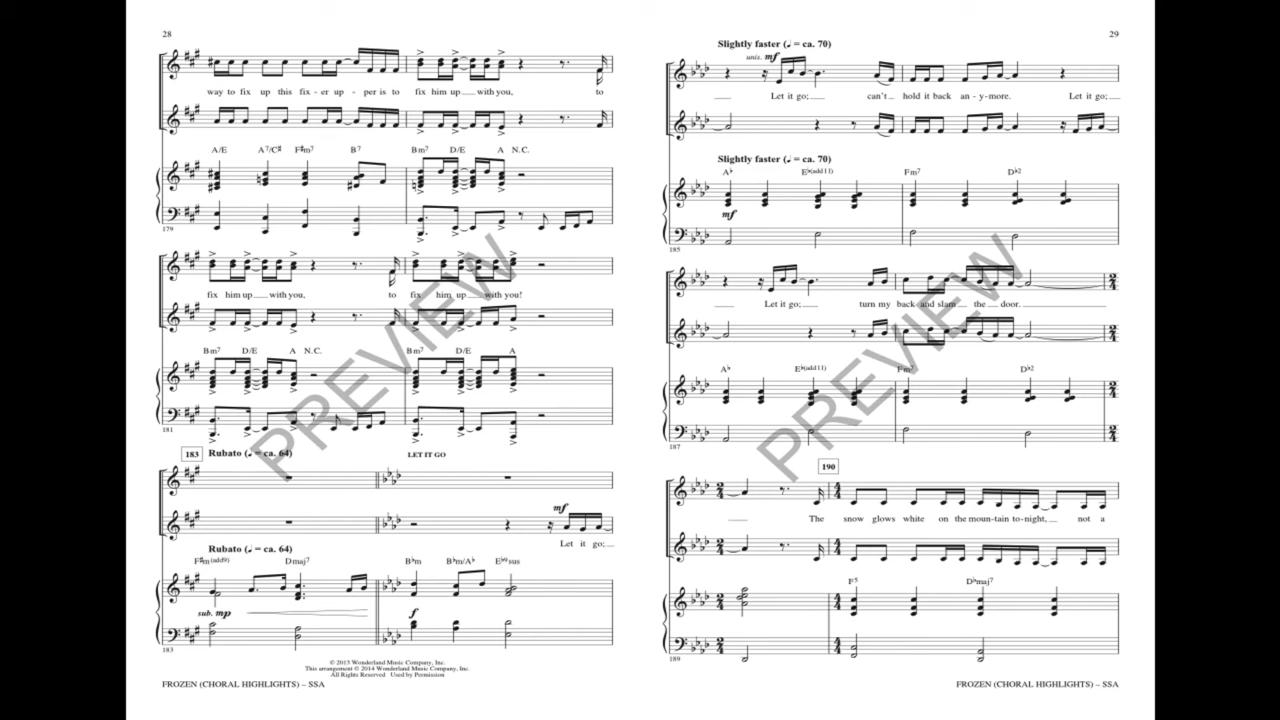 28
way to fix up this fix - er up - per is to fix him up with you, to
A/E A7/C♯ F♯m7 B7 Bm7 D/E A N.C.
179
fix him up with you, to fix him up with you!
Bm7 D/E A N.C. Bm7 D/E A
181
183 Rubato (♩ = ca. 64) LET IT GO
mf
Let it go;
Rubato (♩ = ca. 64)
F♯m(add9) Dmaj7 B♭m B♭m/A♭ E♭9sus
sub. mp f
183
© 2013 Wonderland Music Company, Inc.
This arrangement © 2014 Wonderland Music Company, Inc.
All Rights Reserved Used by Permission
FROZEN (CHORAL HIGHLIGHTS) – SSA
PREVIEW
29
Slightly faster (♩ = ca. 70)
unis. mf
Let it go; can't hold it back an - y - more. Let it go;
Slightly faster (♩ = ca. 70)
A♭ E♭(add11) Fm7 D♭2
mf
185
Let it go; turn my back and slam the door.
A♭ E♭(add11) Fm7 D♭2
187
190
The snow glows white on the moun - tain to - night, not a
F5 D♭maj7
189
FROZEN (CHORAL HIGHLIGHTS) – SSA
PREVIEW